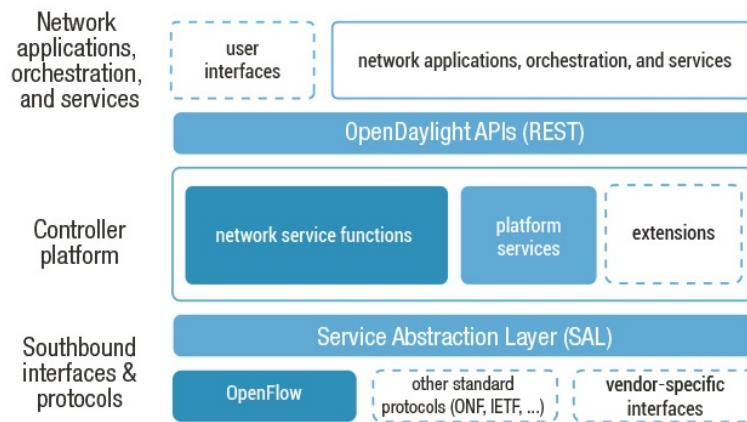 Network
applications,
orchestration,
and services
user
interfaces
network applications, orchestration, and services
OpenDaylight APIs (REST)
Controller
platform
network service functions
platform
services
extensions
Service Abstraction Layer (SAL)
Southbound
interfaces &
protocols
OpenFlow
other standard
protocols (ONF, IETF, ...)
vendor-specific
interfaces